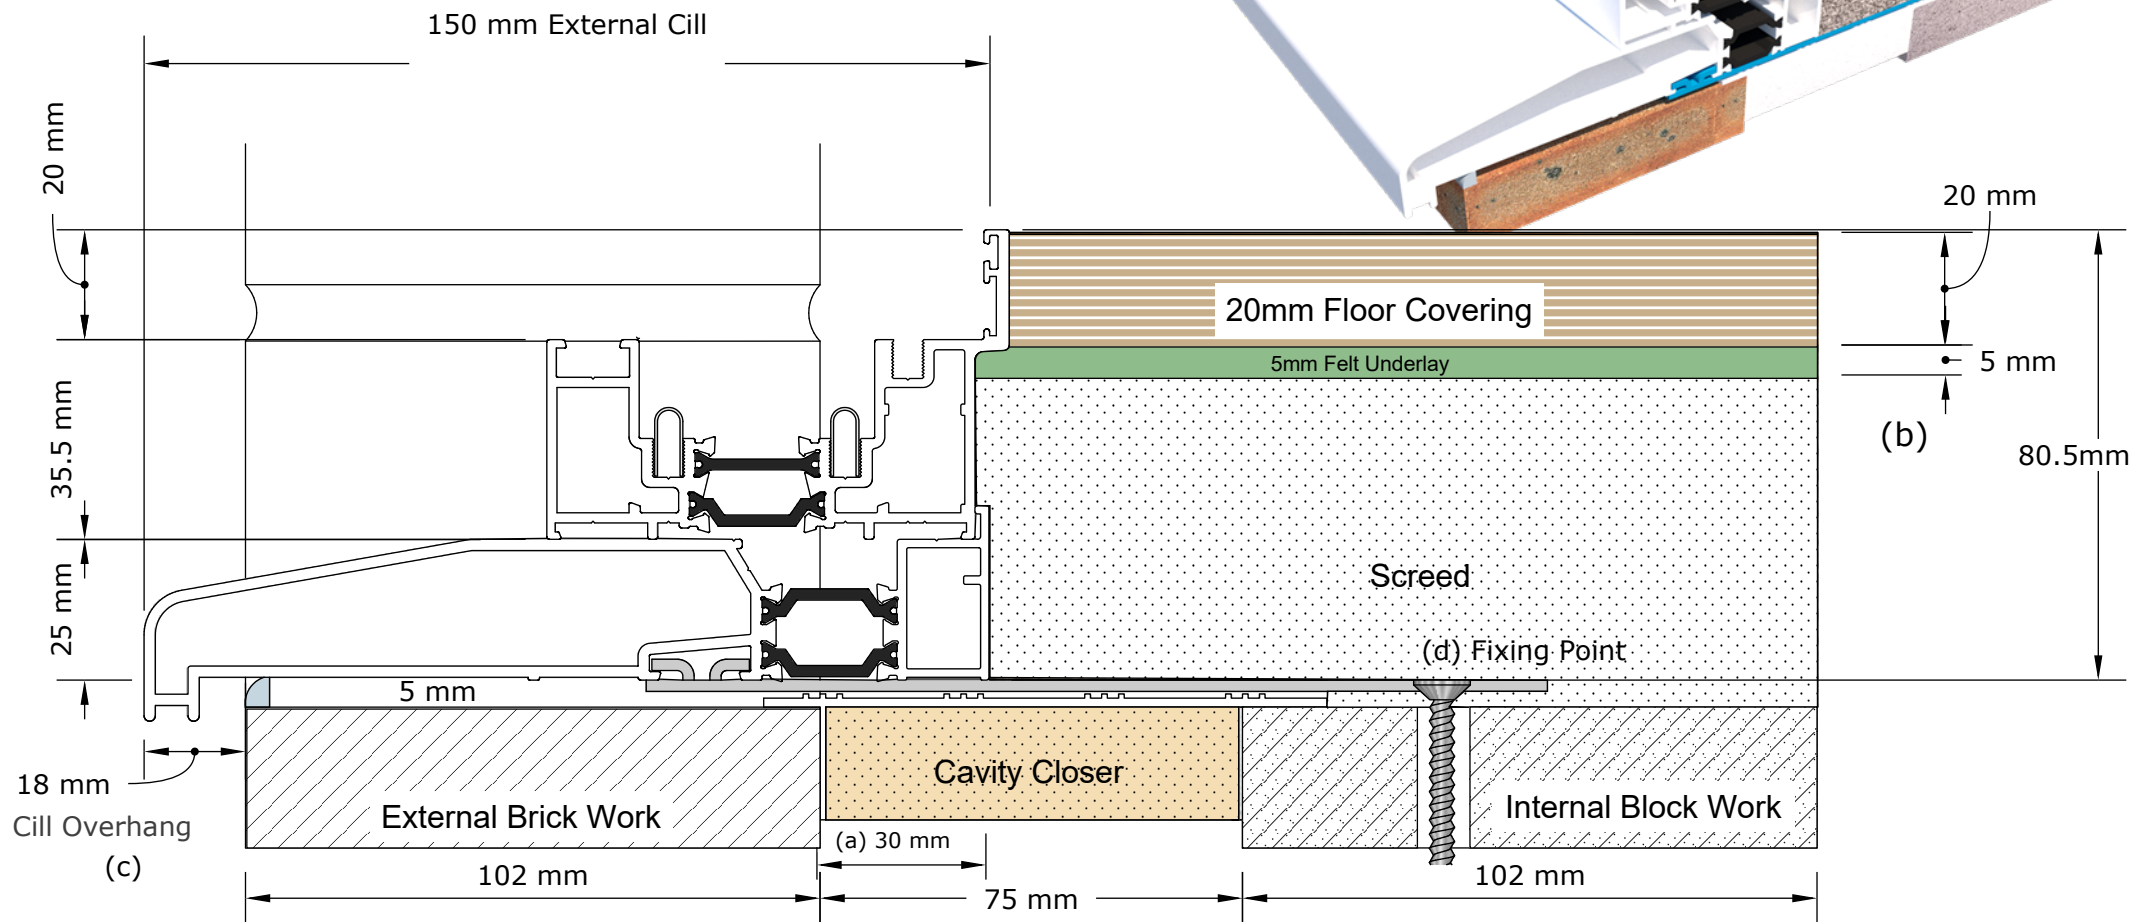 150 mm External Cill
20 mm
20 mm
20mm Floor Covering
5mm Felt Underlay
5 mm
(b)
80.5mm
35.5 mm
Screed
25 mm
(d) Fixing Point
5 mm
18 mm
Cill Overhang
(c)
External Brick Work
Cavity Closer
Internal Block Work
(a) 30 mm
102 mm
75 mm
102 mm